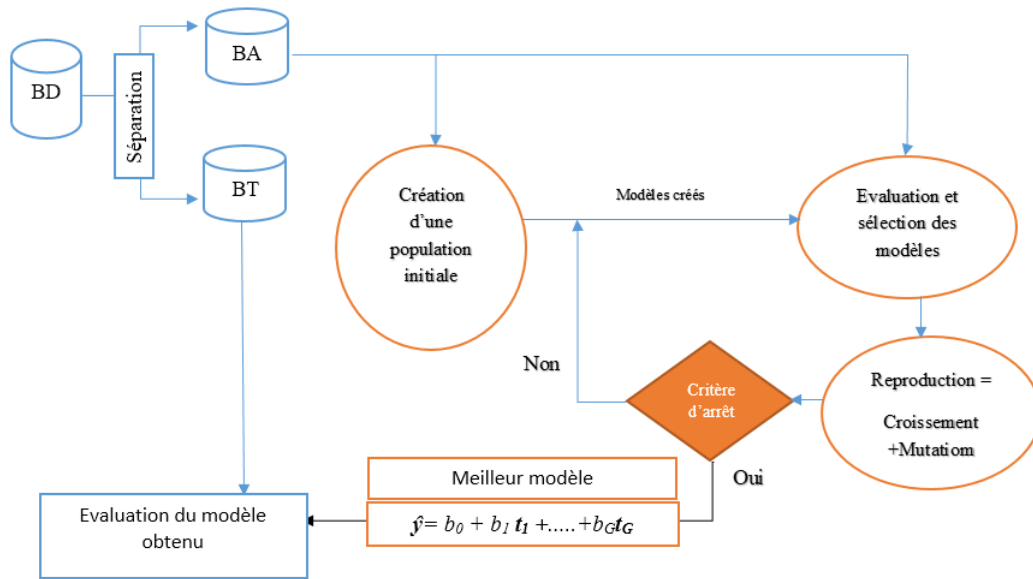 BD
Séparation
BA
BT
Création
d'une
population
initiale
Modèles créés
Evaluation et
sélection des
modèles
Reproduction =
Croissement
+Mutatiom
Critère
d'arrêt
Non
Oui
Meilleur modèle
ŷ= b₀ + b₁ t₁ +.....+b_Gt_G
Evaluation du modèle
obtenu